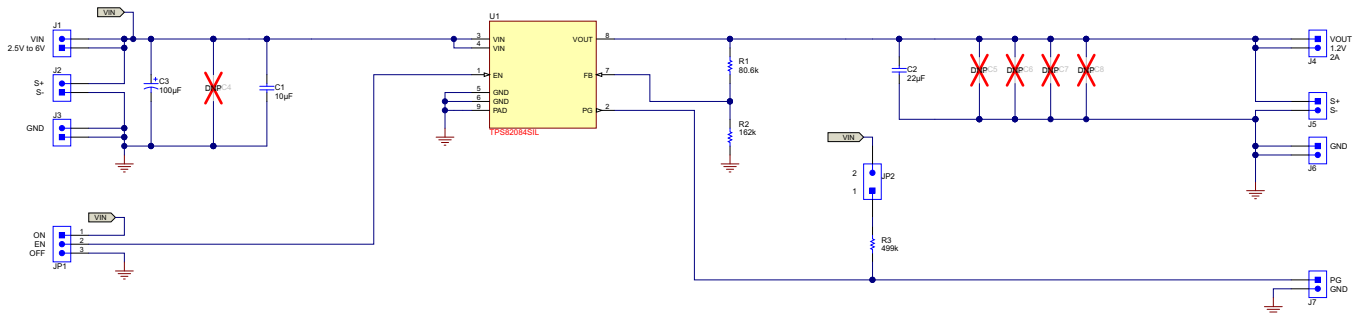 VIN
J1
VIN
2.5V to 6V
J2
S+
S-
J3
GND
C3
100µF
DNP C4
C1
10µF
U1
TPS82084SIL
3 VIN
4 VIN
1 EN
5 GND
6 GND
9 PAD
VOUT 8
FB 7
PG 2
R1
80.6k
R2
162k
C2
22µF
DNP C5
DNP C6
DNP C7
DNP C8
VOUT
1.2V
2A
J4
S+
S-
J5
GND
J6
VIN
2
1
JP2
R3
499k
VIN
ON 1
EN 2
OFF 3
JP1
PG
GND
J7